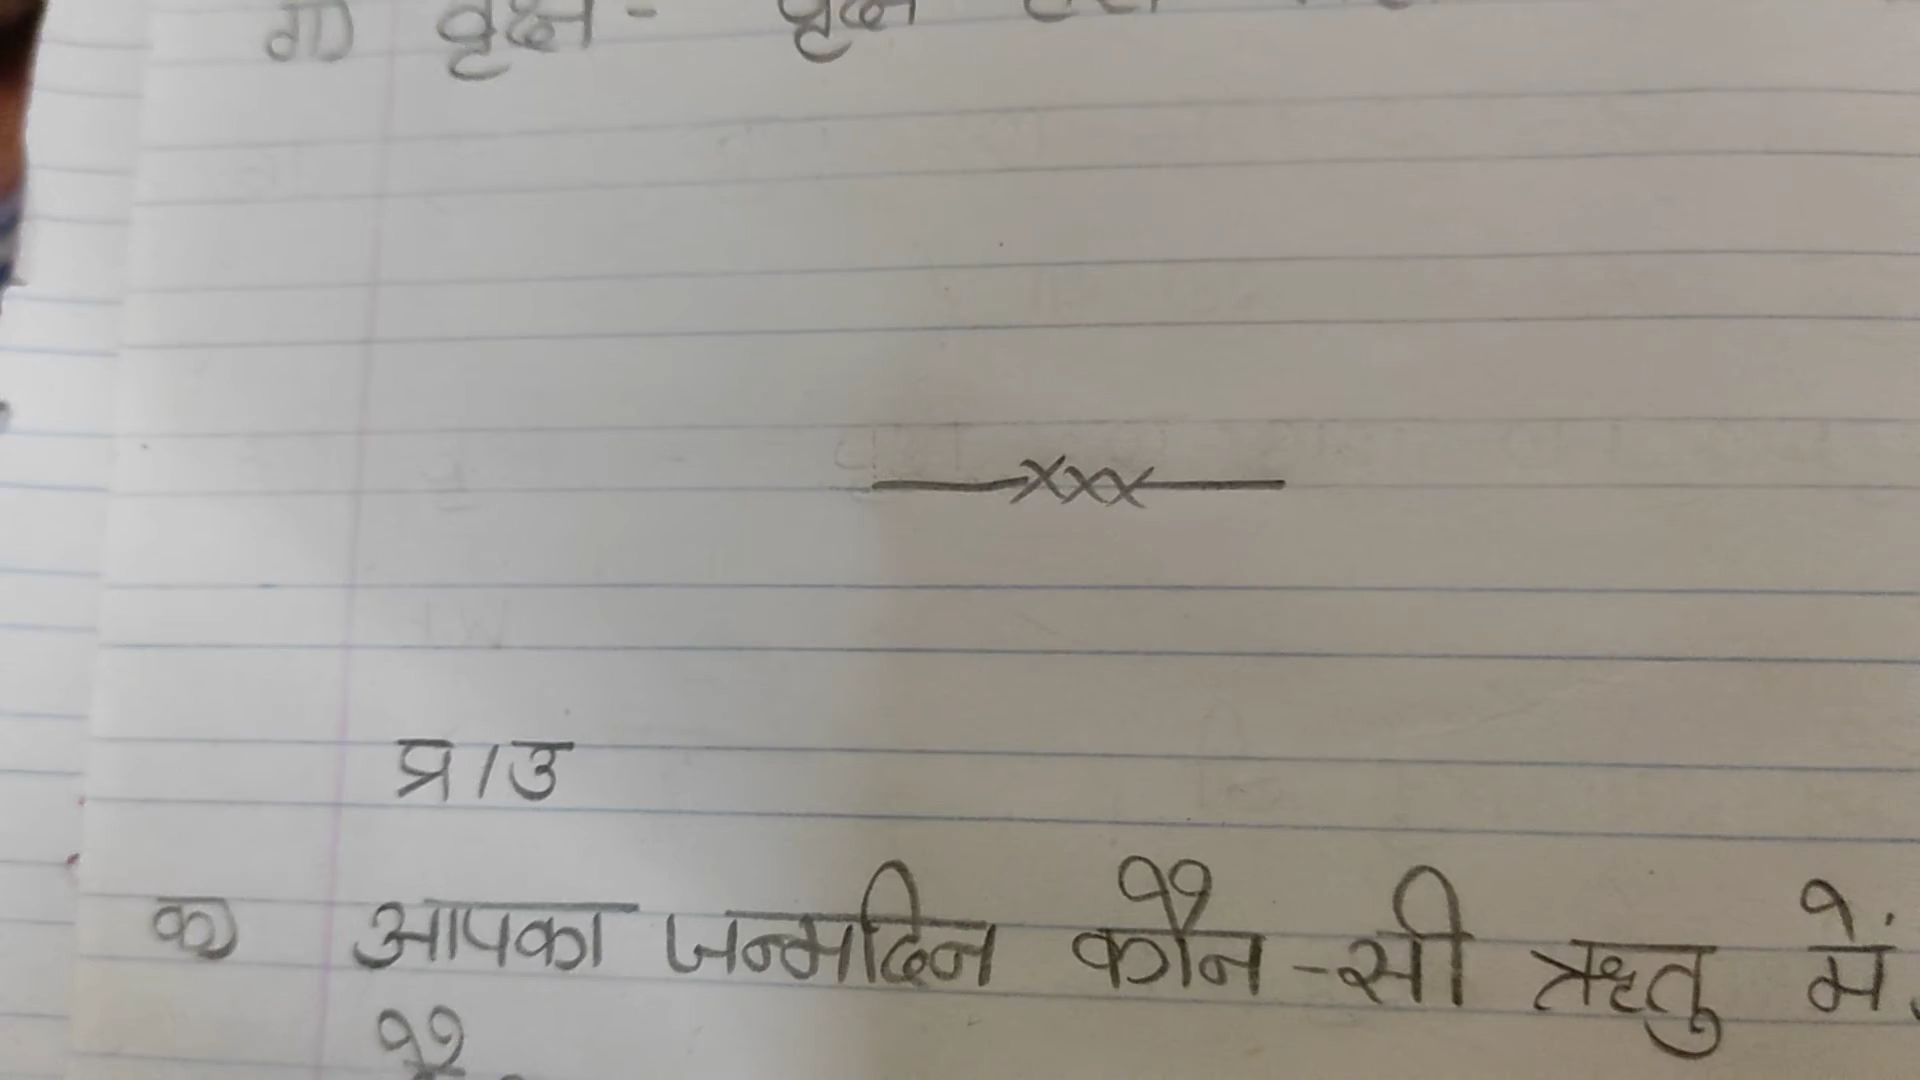 ग) वृक्ष - वृक्ष
—xxx—
प्र/उ
क) आपका जन्मदिन कौन-सी ऋतु में